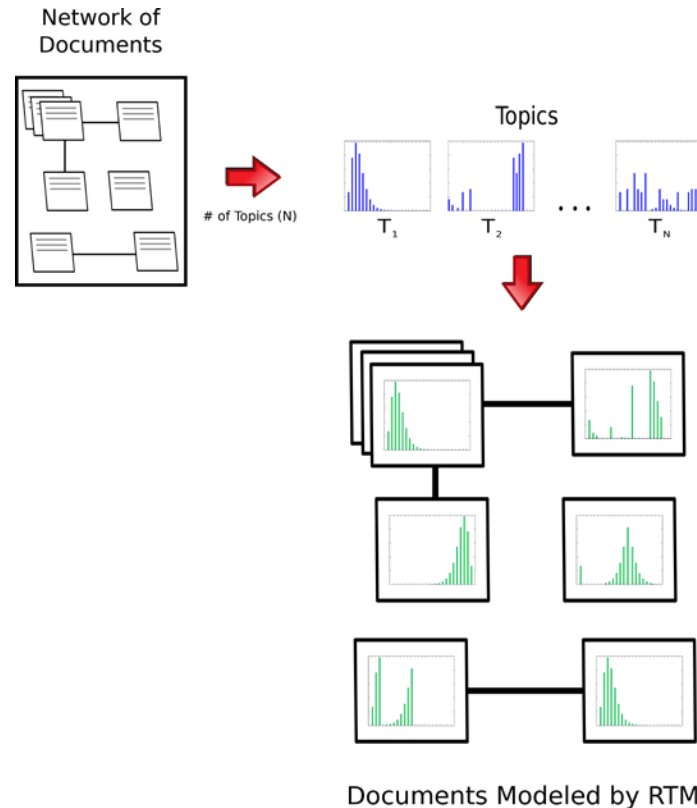 Network of
Documents
# of Topics (N)
Topics
T1
T2
...
TN
Documents Modeled by RTM